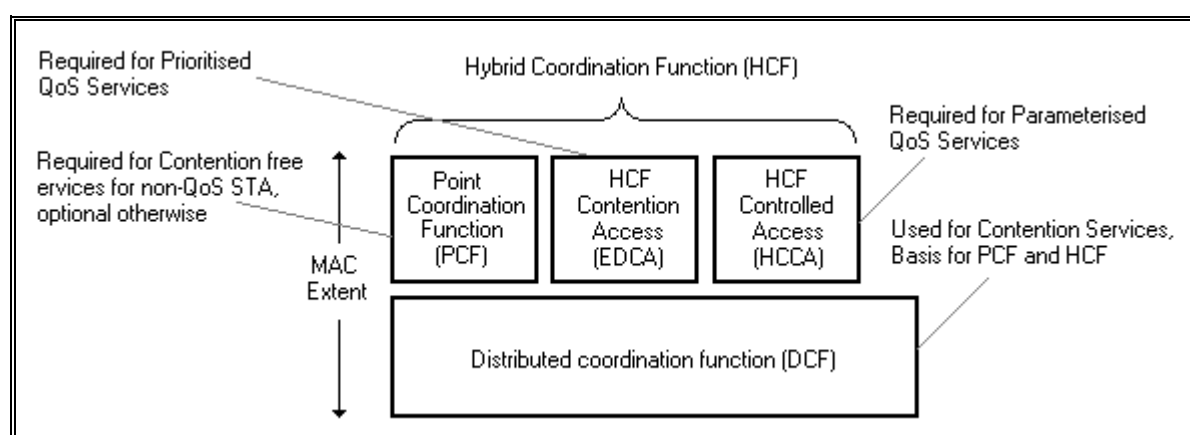 Required for Prioritised
QoS Services
Hybrid Coordination Function (HCF)
Required for Parameterised
QoS Services
Required for Contention free
ervices for non-QoS STA,
optional otherwise
Point
Coordination
Function
(PCF)
HCF
Contention
Access
(EDCA)
HCF
Controlled
Access
(HCCA)
Used for Contention Services,
Basis for PCF and HCF
MAC
Extent
Distributed coordination function (DCF)